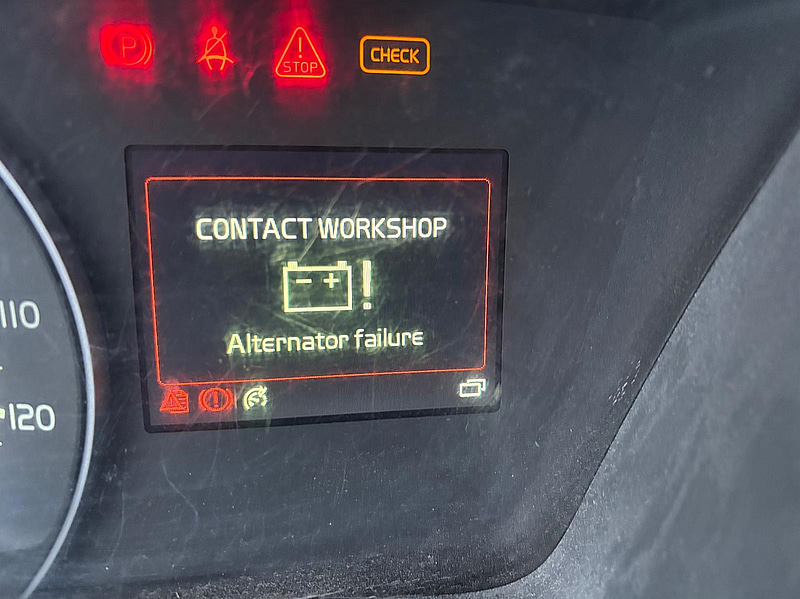 P
STOP
CHECK
CONTACT WORKSHOP
- +!
Alternator failure
110
120